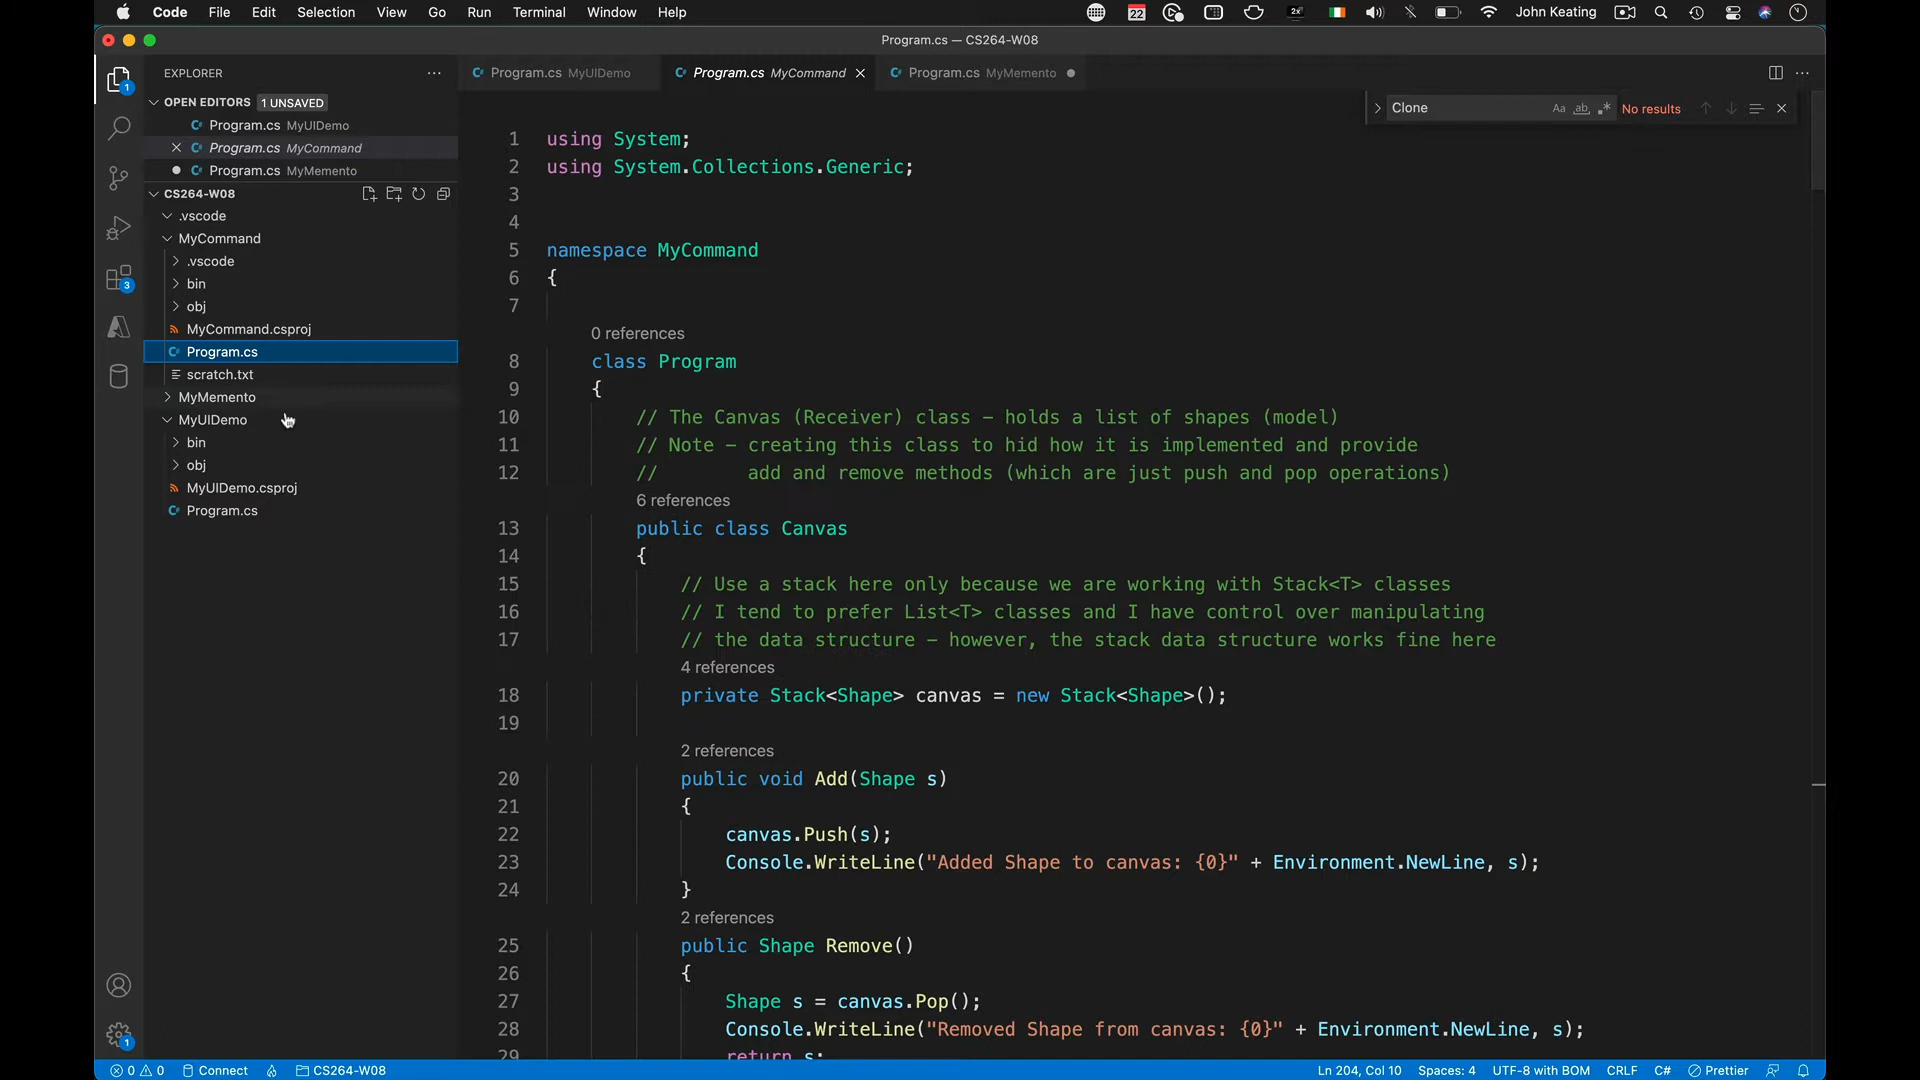 Code File Edit Selection View Go Run Terminal Window Help
22 2x John Keating
Program.cs — CS264-W08
EXPLORER
Program.cs MyUIDemo Program.cs MyCommand Program.cs MyMemento
OPEN EDITORS 1 UNSAVED
Program.cs MyUIDemo
Program.cs MyCommand
Program.cs MyMemento
CS264-W08
.vscode
MyCommand
.vscode
bin
obj
MyCommand.csproj
Program.cs
scratch.txt
MyMemento
MyUIDemo
bin
obj
MyUIDemo.csproj
Program.cs
1
3
1
Clone Aa ab No results
1 using System;
2 using System.Collections.Generic;
3
4
5 namespace MyCommand
6 {
7
0 references
8 class Program
9 {
10 // The Canvas (Receiver) class – holds a list of shapes (model)
11 // Note – creating this class to hid how it is implemented and provide
12 // add and remove methods (which are just push and pop operations)
6 references
13 public class Canvas
14 {
15 // Use a stack here only because we are working with Stack<T> classes
16 // I tend to prefer List<T> classes and I have control over manipulating
17 // the data structure – however, the stack data structure works fine here
4 references
18 private Stack<Shape> canvas = new Stack<Shape>();
19
2 references
20 public void Add(Shape s)
21 {
22 canvas.Push(s);
23 Console.WriteLine("Added Shape to canvas: {0}" + Environment.NewLine, s);
24 }
2 references
25 public Shape Remove()
26 {
27 Shape s = canvas.Pop();
28 Console.WriteLine("Removed Shape from canvas: {0}" + Environment.NewLine, s);
29 return s;
0 0 Connect CS264-W08 Ln 204, Col 10 Spaces: 4 UTF-8 with BOM CRLF C# Prettier